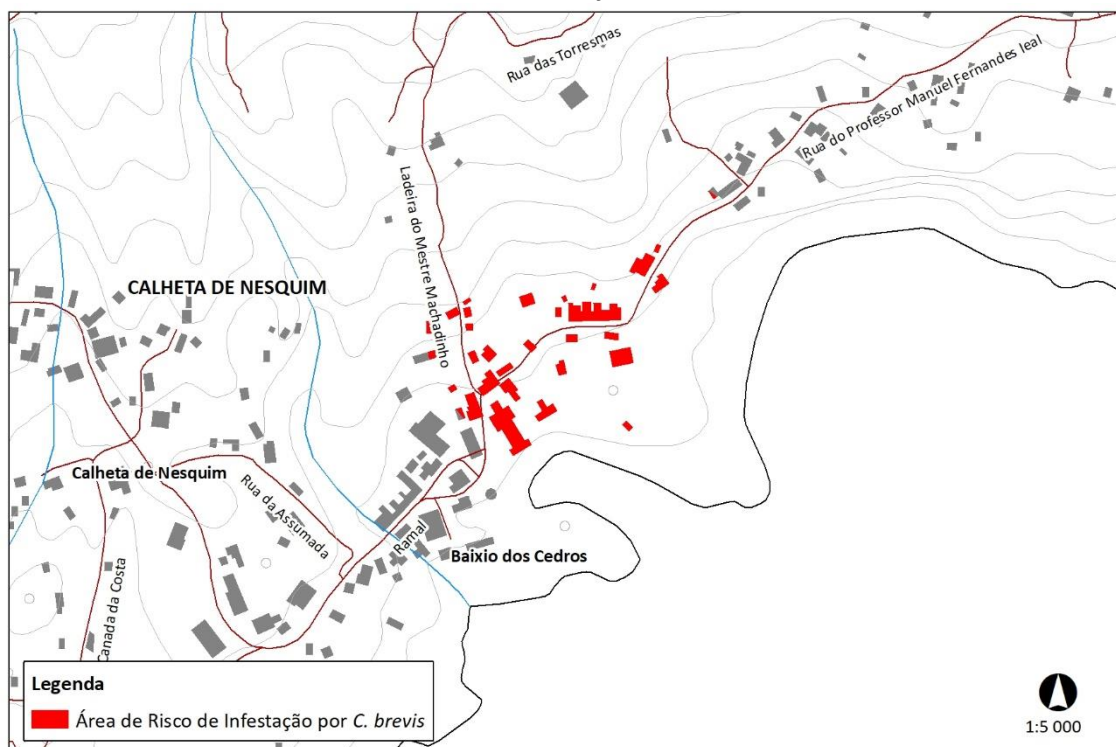 Rua das Torresmas
Rua do Professor Manuel Fernandes leal
Ladeira do Mestre Machadinho
CALHETA DE NESQUIM
Calheta de Nesquim
Rua da Assumada
Ramal
Baixio dos Cedros
Canada da Costa
Legenda
Área de Risco de Infestação por C. brevis
1:5 000